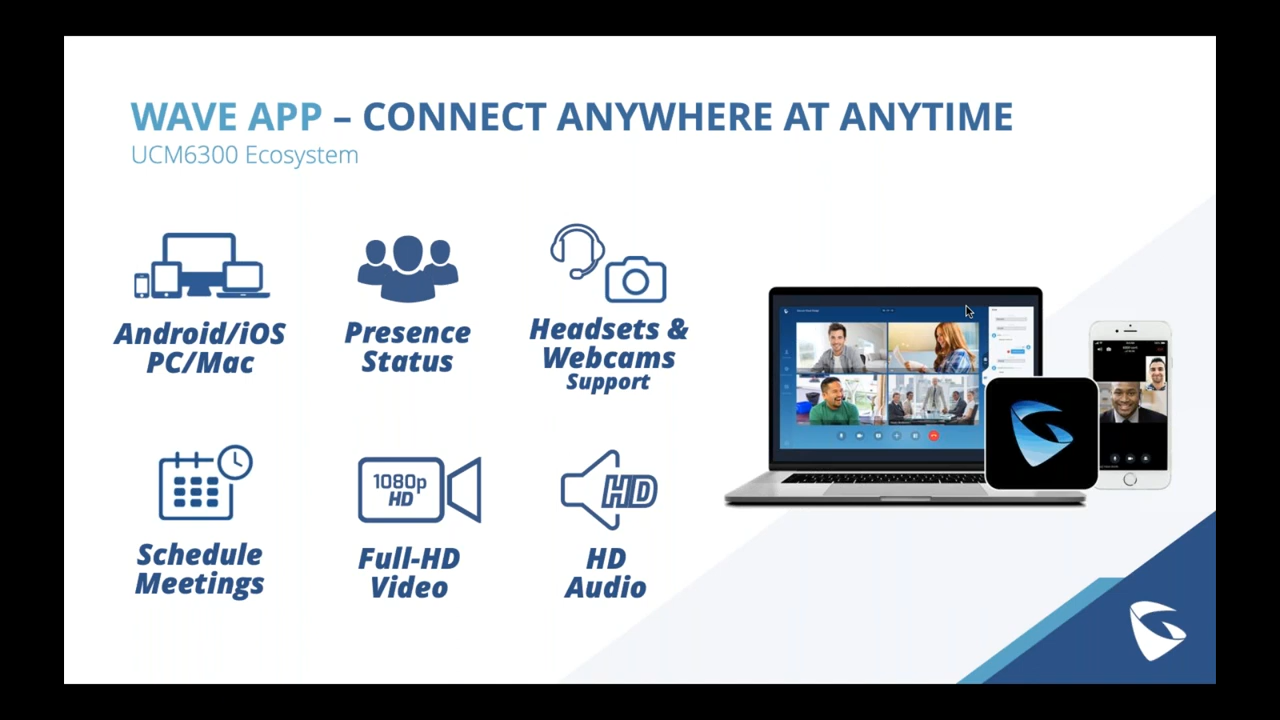 WAVE APP – CONNECT ANYWHERE AT ANYTIME
UCM6300 Ecosystem
Android/iOS
PC/Mac
Presence
Status
Headsets &
Webcams
Support
Schedule
Meetings
1080p
HD
Full-HD
Video
HD
HD
Audio